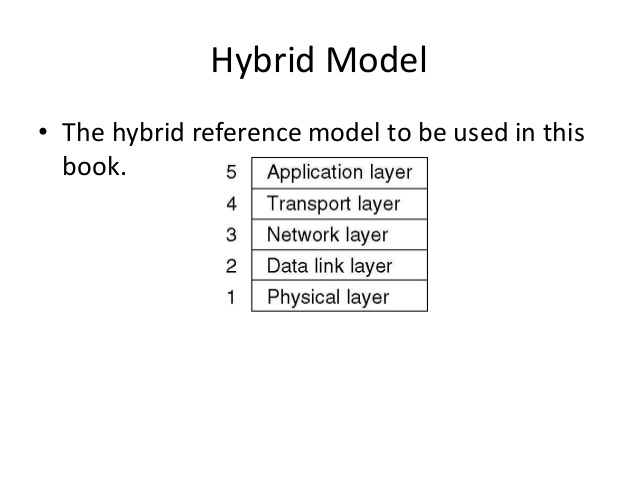 Hybrid Model
• The hybrid reference model to be used in this
book.
5 Application layer
4 Transport layer
3 Network layer
2 Data link layer
1 Physical layer